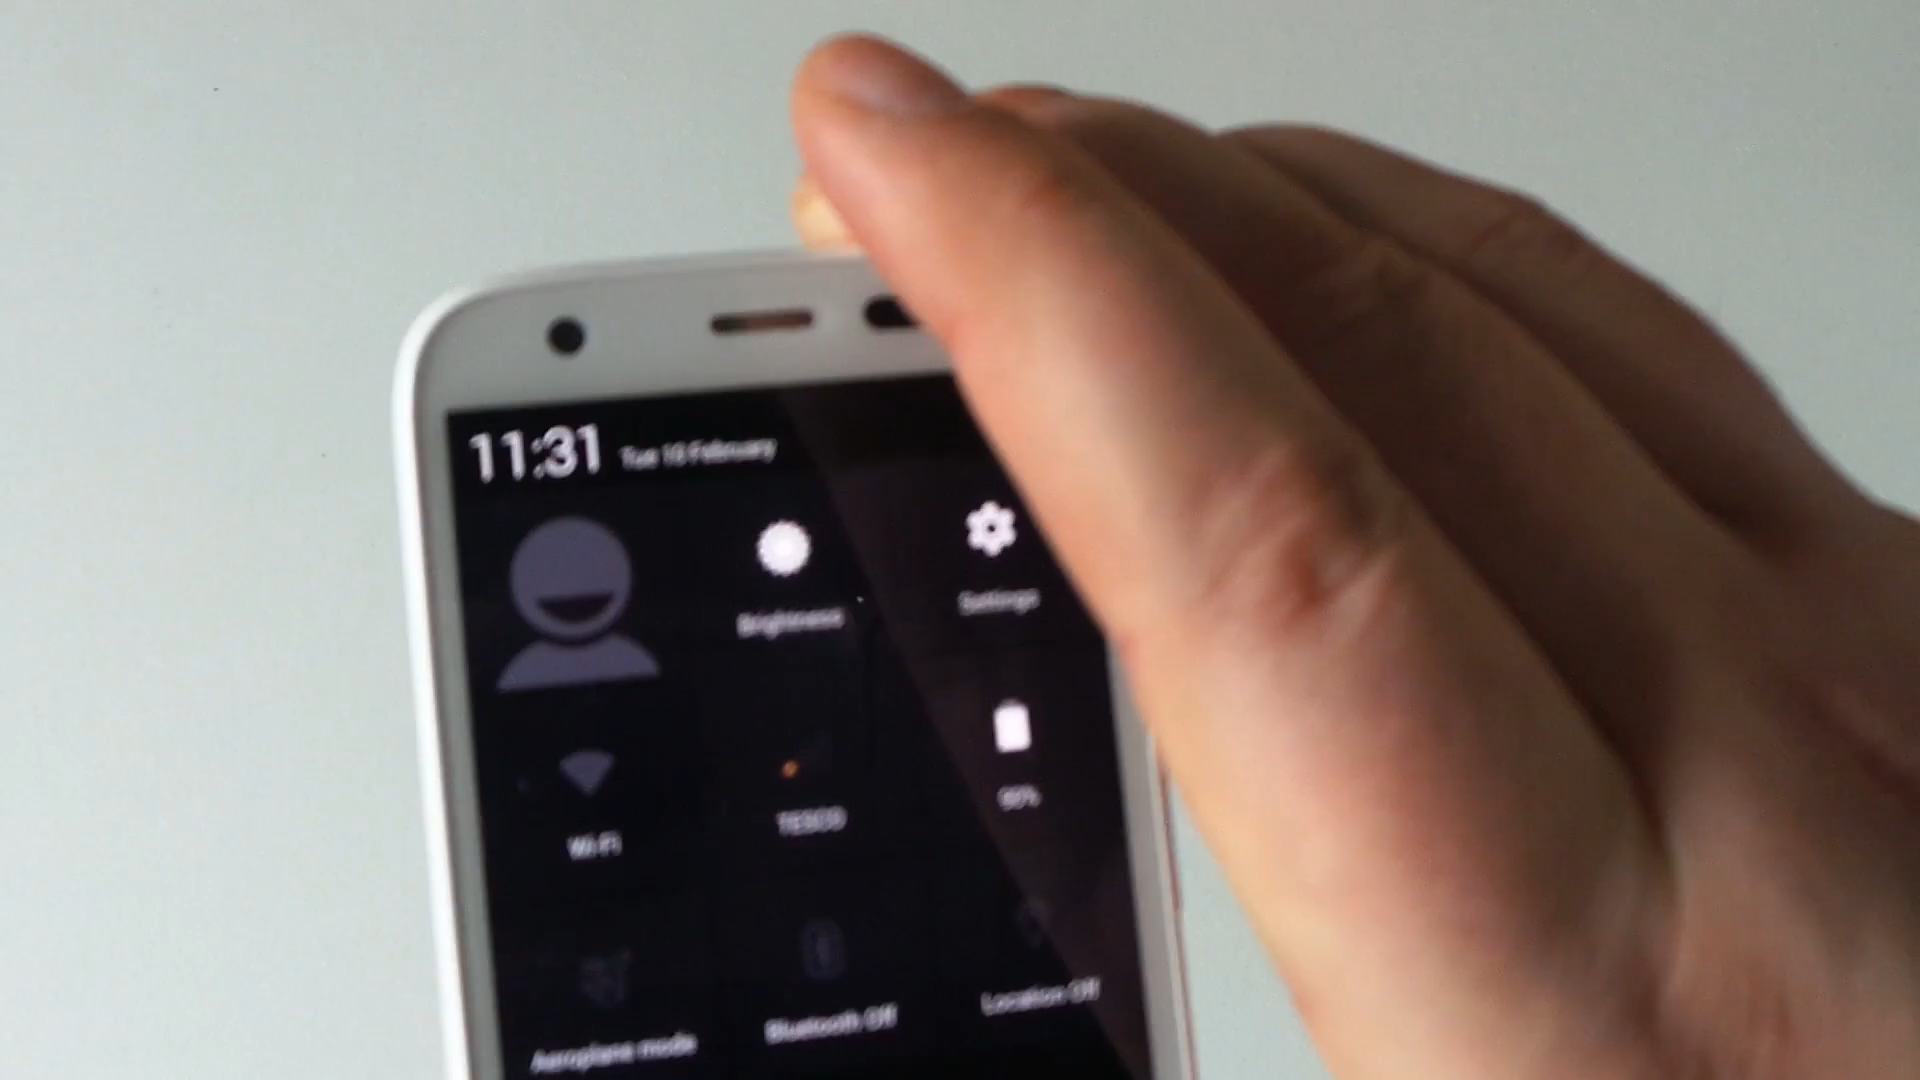 11:31 Tue 10 February
Brightness
Settings
Wi-Fi
TESCO
Aeroplane mode
Bluetooth Off
Location Off